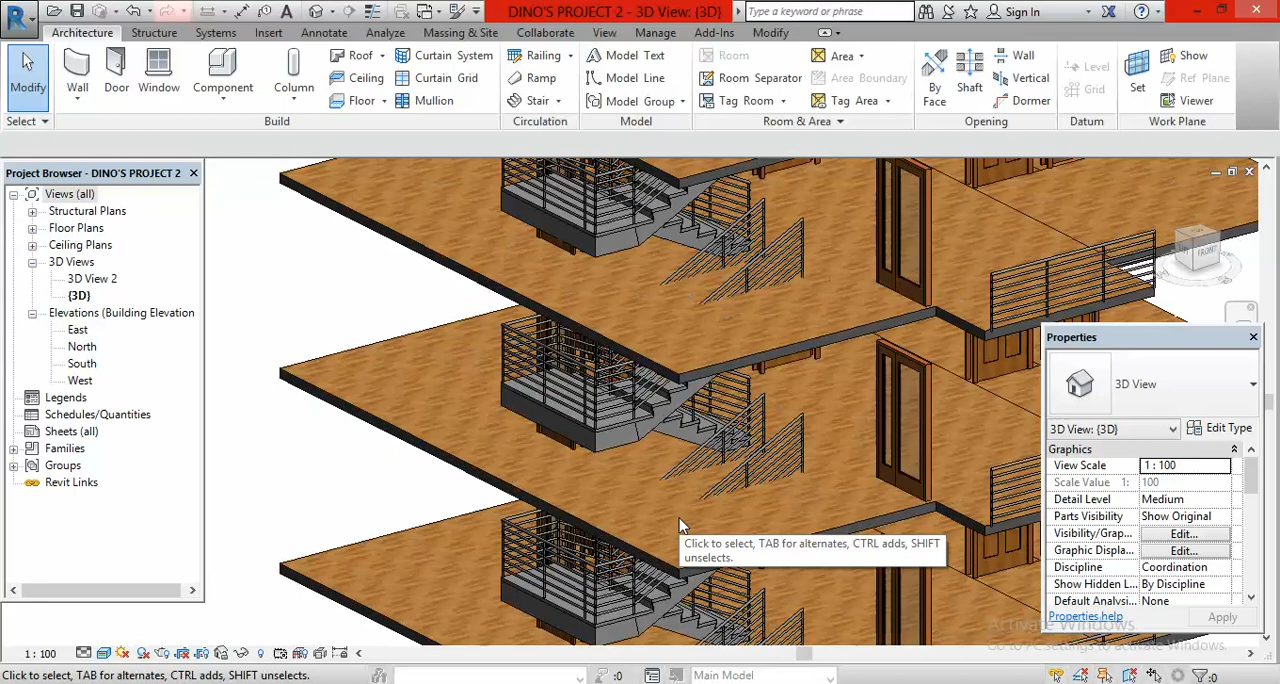 DINO'S PROJECT 2 - 3D View: {3D}
Type a keyword or phrase
Sign In
Architecture Structure Systems Insert Annotate Analyze Massing & Site Collaborate View Manage Add-Ins Modify
Modify
Select
Wall
Door
Window
Component
Column
Roof
Ceiling
Floor
Curtain System
Curtain Grid
Mullion
Build
Railing
Ramp
Stair
Circulation
Model Text
Model Line
Model Group
Model
Room
Room Separator
Tag Room
Area
Area Boundary
Tag Area
Room & Area
By
Face
Shaft
Wall
Vertical
Dormer
Opening
Level
Grid
Datum
Set
Show
Ref Plane
Viewer
Work Plane
Project Browser - DINO'S PROJECT 2
Views (all)
Structural Plans
Floor Plans
Ceiling Plans
3D Views
3D View 2
{3D}
Elevations (Building Elevation
East
North
South
West
Legends
Schedules/Quantities
Sheets (all)
Families
Groups
Revit Links
FRONT
Click to select, TAB for alternates, CTRL adds, SHIFT
unselects.
Properties
3D View
3D View: {3D}
Edit Type
Graphics
View Scale 1 : 100
Scale Value 1: 100
Detail Level Medium
Parts Visibility Show Original
Visibility/Grap... Edit...
Graphic Displa... Edit...
Discipline Coordination
Show Hidden L... By Discipline
Default Analysi... None
Properties help
Apply
Activate Windows
Go to PC settings to activate Windows.
1 : 100
Click to select, TAB for alternates, CTRL adds, SHIFT unselects.
:0
Main Model
:0